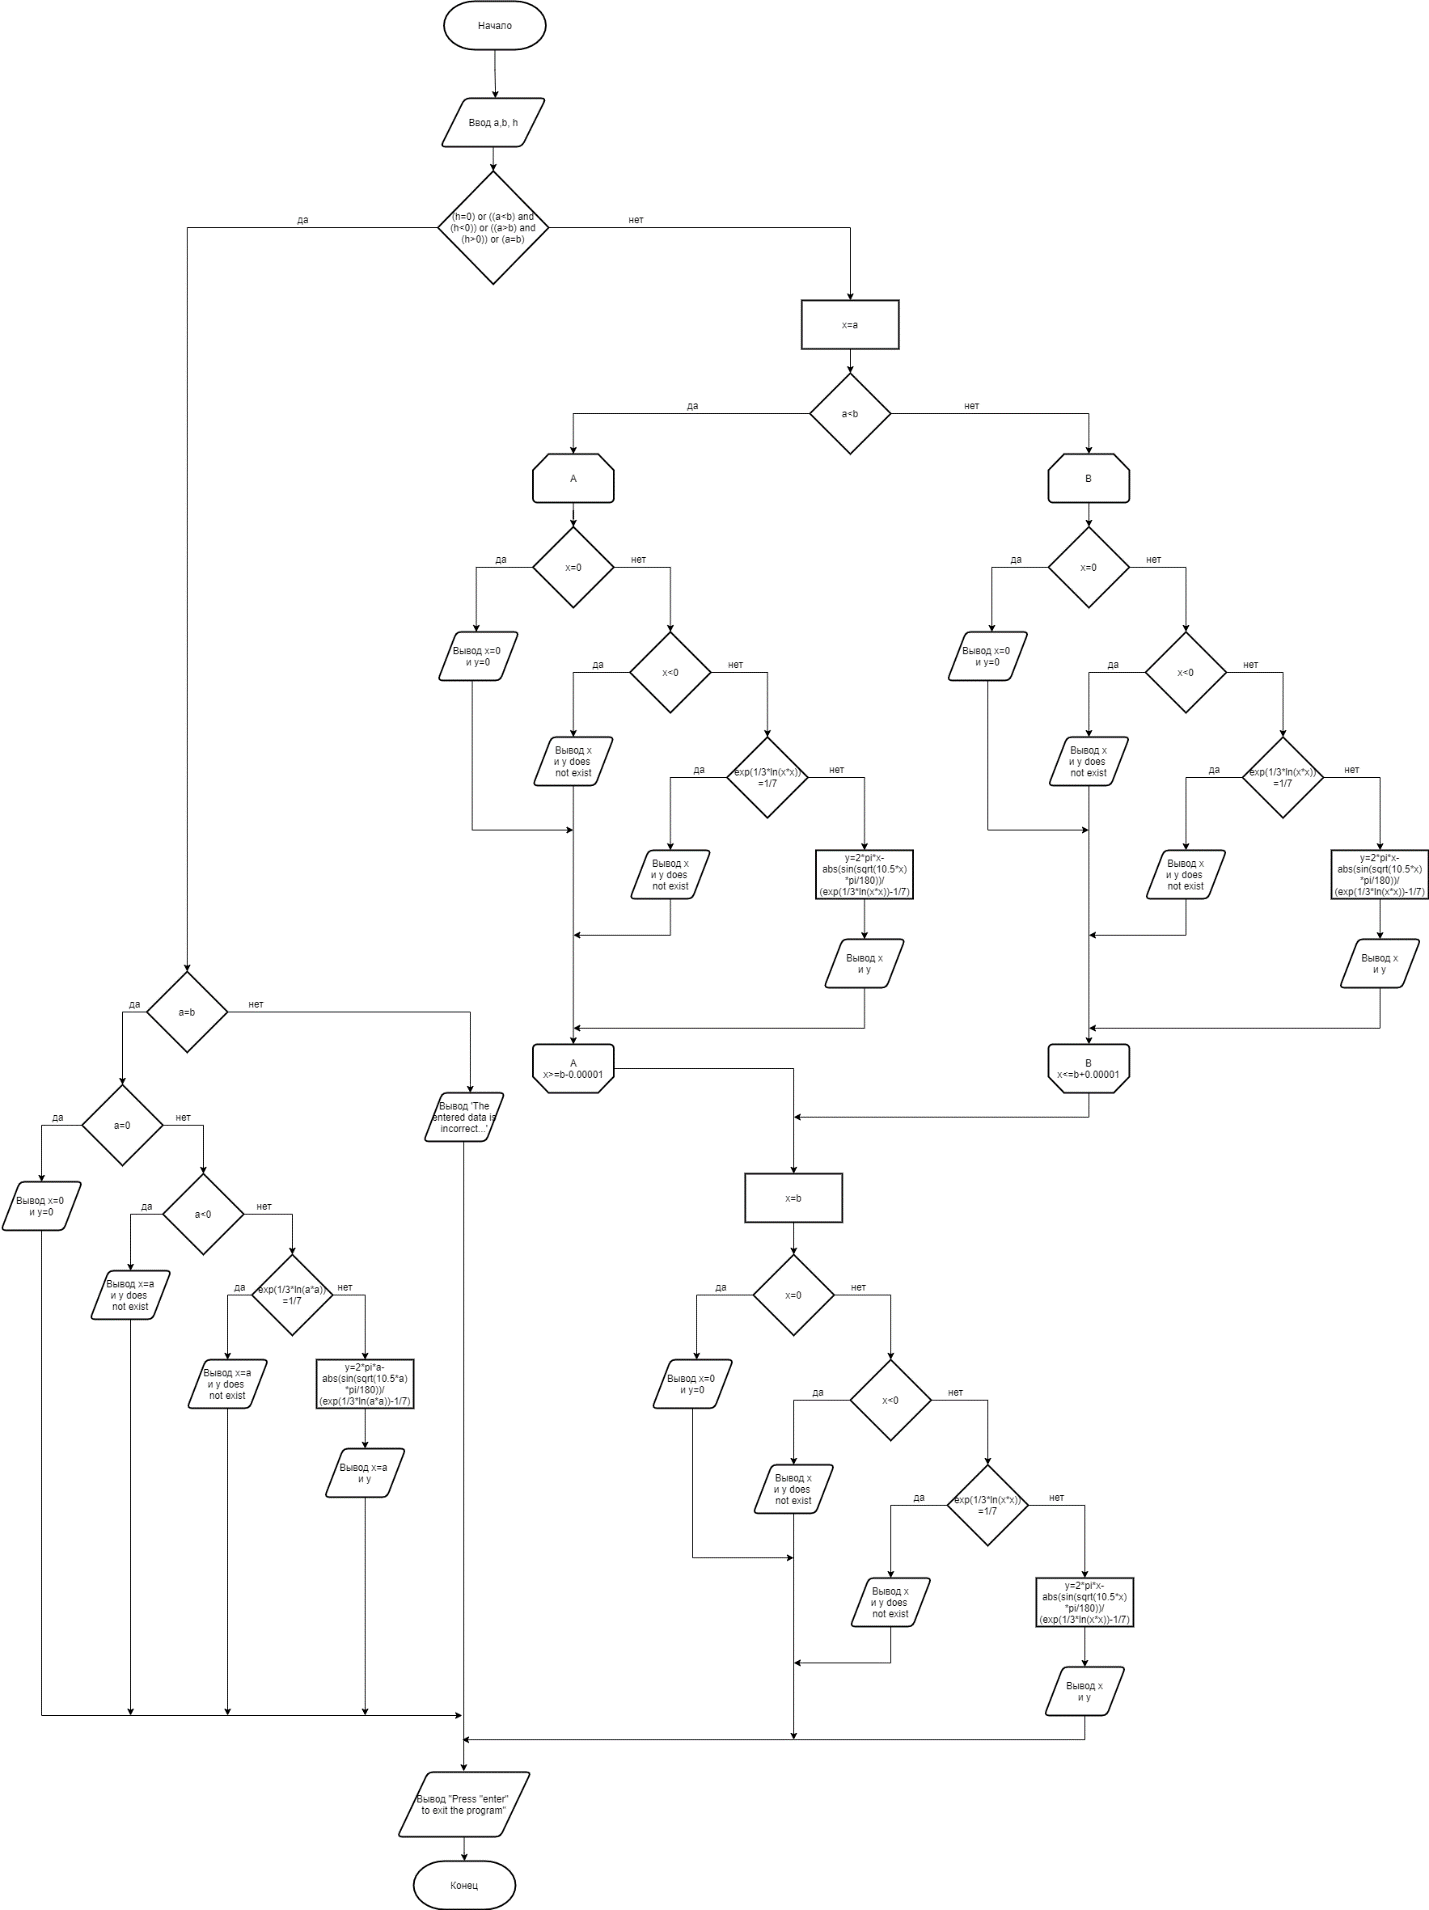 Начало
Ввод a,b, h
да
нет
(h=0) or ((a<b) and
(h<0)) or ((a>b) and
(h>0)) or (a=b)
x=a
да
нет
a<b
A
B
да
нет
x=0
да
нет
x=0
Вывод x=0
и y=0
да
нет
x<0
Вывод x=0
и y=0
да
нет
x<0
Вывод x
и y does
not exist
да
нет
exp(1/3*ln(x*x))
=1/7
Вывод x
и y does
not exist
да
нет
exp(1/3*ln(x*x))
=1/7
Вывод x
и y does
not exist
y=2*pi*x-
abs(sin(sqrt(10.5*x)
*pi/180))/
(exp(1/3*ln(x*x))-1/7)
Вывод x
и y does
not exist
y=2*pi*x-
abs(sin(sqrt(10.5*x)
*pi/180))/
(exp(1/3*ln(x*x))-1/7)
Вывод x
и y
Вывод x
и y
да
нет
a=b
A
x>=b-0.00001
B
x<=b+0.00001
Вывод 'The
entered data is
incorrect...'
да
нет
a=0
Вывод x=0
и y=0
да
нет
a<0
x=b
Вывод x=a
и y does
not exist
да
нет
exp(1/3*ln(a*a))
=1/7
да
нет
x=0
Вывод x=a
и y does
not exist
y=2*pi*a-
abs(sin(sqrt(10.5*a)
*pi/180))/
(exp(1/3*ln(a*a))-1/7)
Вывод x=0
и y=0
да
нет
x<0
Вывод x=a
и y
Вывод x
и y does
not exist
да
нет
exp(1/3*ln(x*x))
=1/7
Вывод x
и y does
not exist
y=2*pi*x-
abs(sin(sqrt(10.5*x)
*pi/180))/
(exp(1/3*ln(x*x))-1/7)
Вывод x
и y
Вывод "Press "enter"
to exit the program"
Конец